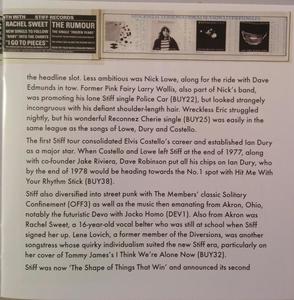 STIFF RECORDS
RACHEL SWEET
THE RUMOUR
the headline slot. Less ambitious was Nick Lowe, along for the ride with Dave
Edmunds in tow. Former Pink Fairy Larry Wallis, also part of Nick's band,
was promoting his lone Stiff single Police Car (BUY22), but looked strangely
incongruous with his defiant shoulder-length hair. Wreckless Eric struggled
nightly, but his wonderful Reconnez Cherie single (BUY25) was easily in the
same league as the songs of Lowe, Dury and Costello.
The first Stiff tour consolidated Elvis Costello's career and established Ian Dury
as a major star. When Costello and Lowe left Stiff at the end of 1977, along
with co-founder Jake Riviera, Dave Robinson put all his chips on Ian Dury, who
by the end of 1978 would be heading towards the No.1 spot with Hit Me With
Your Rhythm Stick (BUY38).
Stiff also diversified into street punk with The Members' classic Solitary
Confinement (OFF3) as well as the music then emanating from Akron, Ohio,
notably the futuristic Devo with Jocko Homo (DEV1). Also from Akron was
Rachel Sweet, a 16-year-old vocal belter who was still at school when Stiff
signed her up. Lene Lovich, a former member of the Diversions, was another
songstress whose quirky individuality suited the new Stiff era, particularly on
her cover of Tommy James's I Think We're Alone Now (BUY32).
Stiff was now 'The Shape of Things That Win' and announced its second